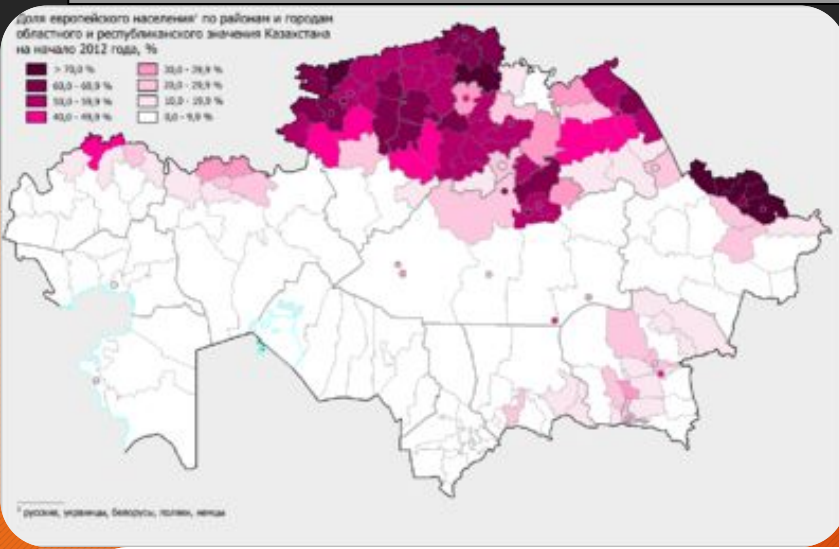 Доля европейского населения¹ по районам и городам
областного и республиканского значения Казахстана
на начало 2012 года, %
> 70,0 %
60,0 - 69,9 %
50,0 - 59,9 %
40,0 - 49,9 %
30,0 - 39,9 %
20,0 - 29,9 %
10,0 - 19,9 %
0,0 - 9,9 %
¹ русские, украинцы, белорусы, поляки, немцы